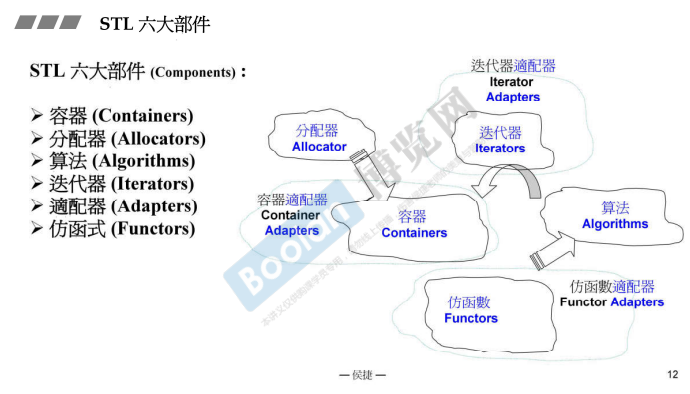 STL 六大部件
STL 六大部件 (Components) :
➢ 容器 (Containers)
➢ 分配器 (Allocators)
➢ 算法 (Algorithms)
➢ 迭代器 (Iterators)
➢ 適配器 (Adapters)
➢ 仿函式 (Functors)
迭代器適配器
Iterator
Adapters
迭代器
Iterators
分配器
Allocator
容器適配器
Container
Adapters
容器
Containers
算法
Algorithms
仿函數適配器
Functor Adapters
仿函數
Functors
Boolan
博览网
— 侯捷 —
12